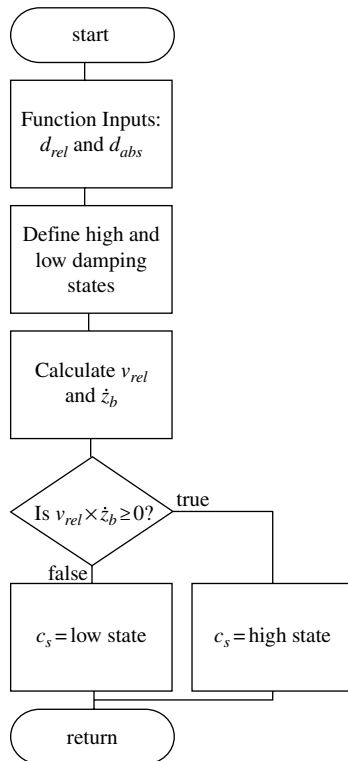 start
Function Inputs:
d_rel and d_abs
Define high and
low damping
states
Calculate v_rel
and ż_b
Is v_rel × ż_b ≥ 0?
true
false
c_s = low state
c_s = high state
return